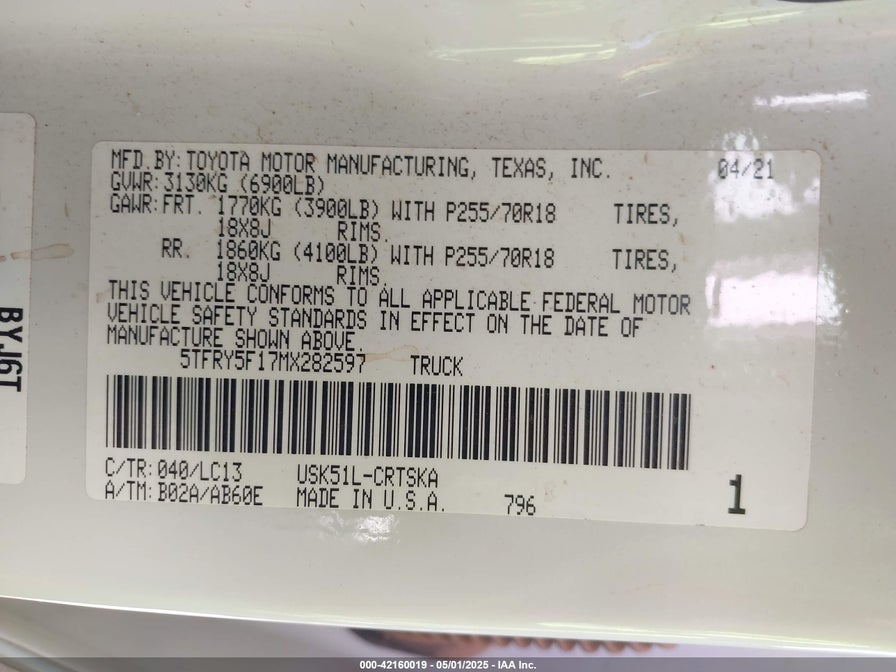 MFD.BY:TOYOTA MOTOR MANUFACTURING, TEXAS, INC. 04/21
GVWR:3130KG (6900LB)
GAWR:FRT. 1770KG (3900LB) WITH P255/70R18 TIRES,
18X8J RIMS.
RR. 1860KG (4100LB) WITH P255/70R18 TIRES,
18X8J RIMS.
THIS VEHICLE CONFORMS TO ALL APPLICABLE FEDERAL MOTOR
VEHICLE SAFETY STANDARDS IN EFFECT ON THE DATE OF
MANUFACTURE SHOWN ABOVE.
5TFRY5F17MX282597 TRUCK
C/TR:040/LC13 USK51L-CRTSKA
A/TM:B02A/AB60E MADE IN U.S.A. 796 1
BYJ6T
000-42160019 - 05/01/2025 - IAA Inc.